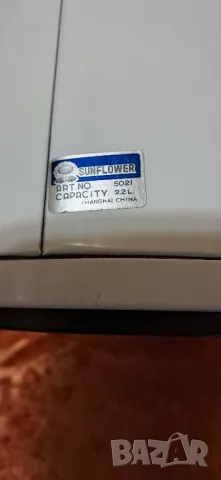 SUNFLOWER
ART.NO. 5021
CAPACITY. 2.2L
SHANGHAI, CHINA
BAZAR